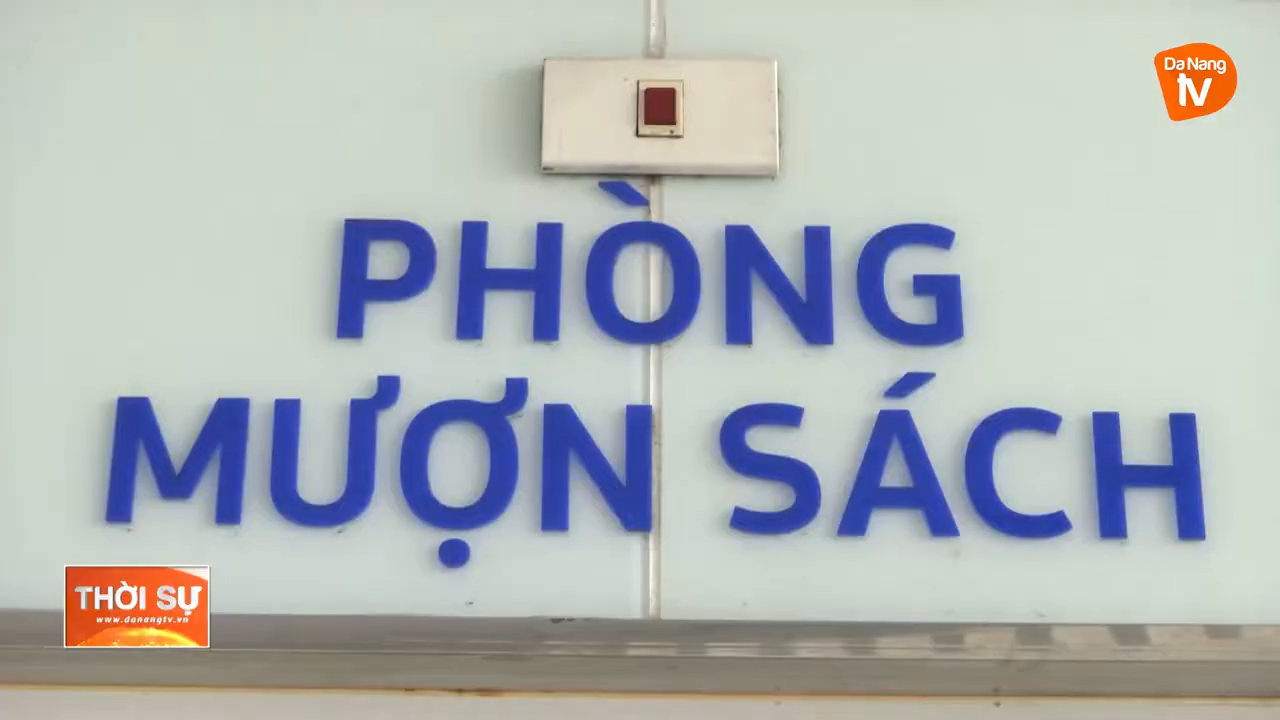 Da Nang
tv
PHÒNG
MƯỢN SÁCH
THỜI SỰ
www.danangtv.vn